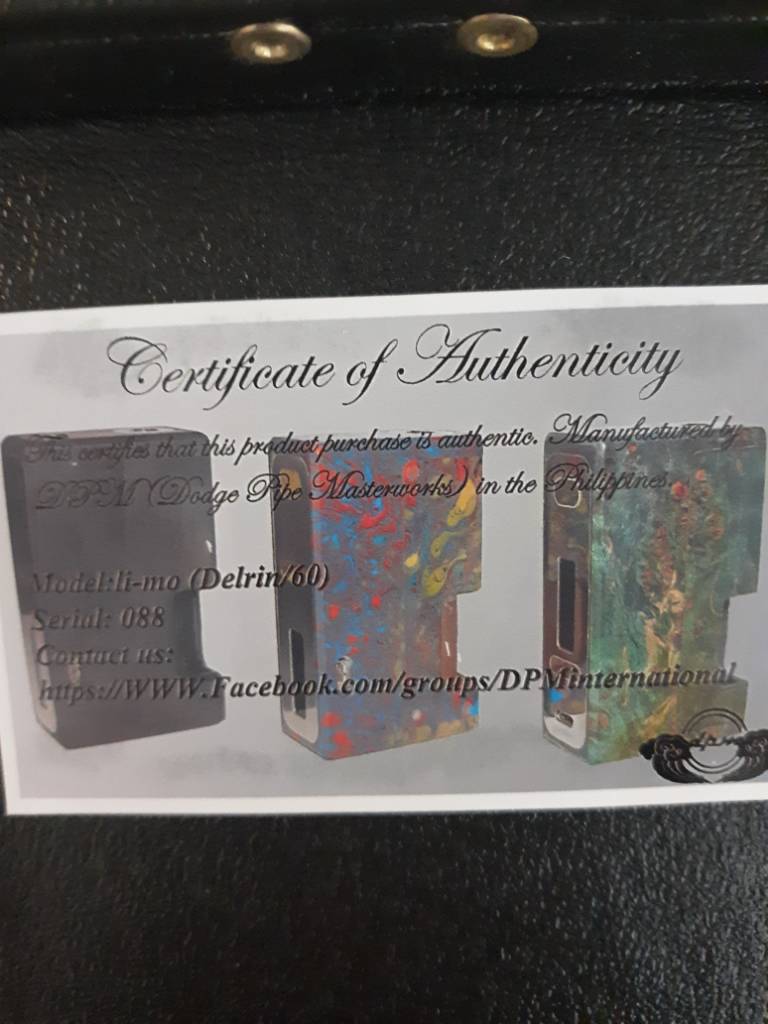 Certificate of Authenticity
This certifies that this product purchase is authentic. Manufactured by
DPM (Dodge Pipe Masterworks) in the Philippines.
Model:li-mo (Delrin/60)
Serial: 088
Contact us:
https://WWW.Facebook.com/groups/DPMinternational
dpm